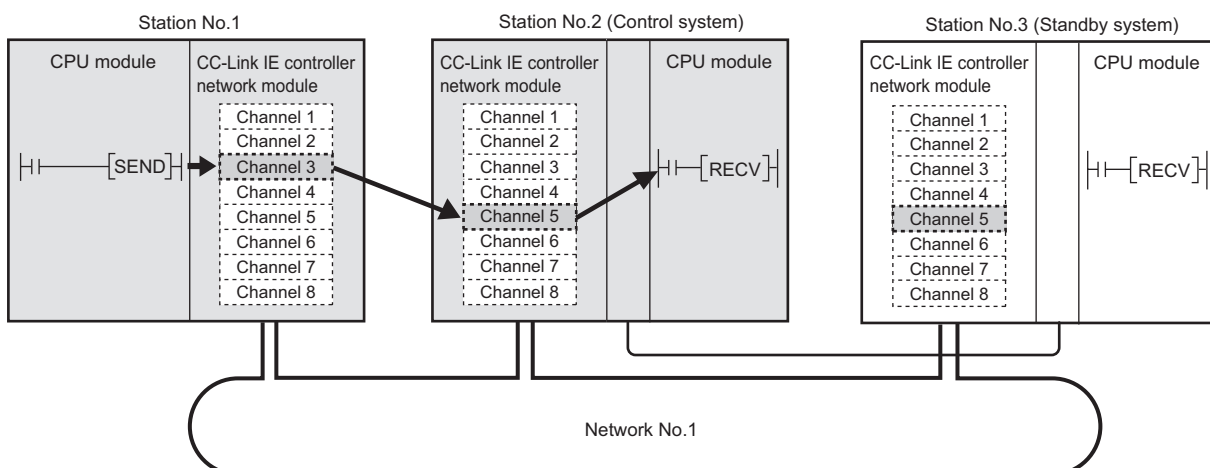 Station No.1
CPU module
CC-Link IE controller
network module
Channel 1
Channel 2
Channel 3
Channel 4
Channel 5
Channel 6
Channel 7
Channel 8
SEND
Station No.2 (Control system)
CC-Link IE controller
network module
CPU module
Channel 1
Channel 2
Channel 3
Channel 4
Channel 5
Channel 6
Channel 7
Channel 8
RECV
Station No.3 (Standby system)
CC-Link IE controller
network module
CPU module
Channel 1
Channel 2
Channel 3
Channel 4
Channel 5
Channel 6
Channel 7
Channel 8
RECV
Network No.1